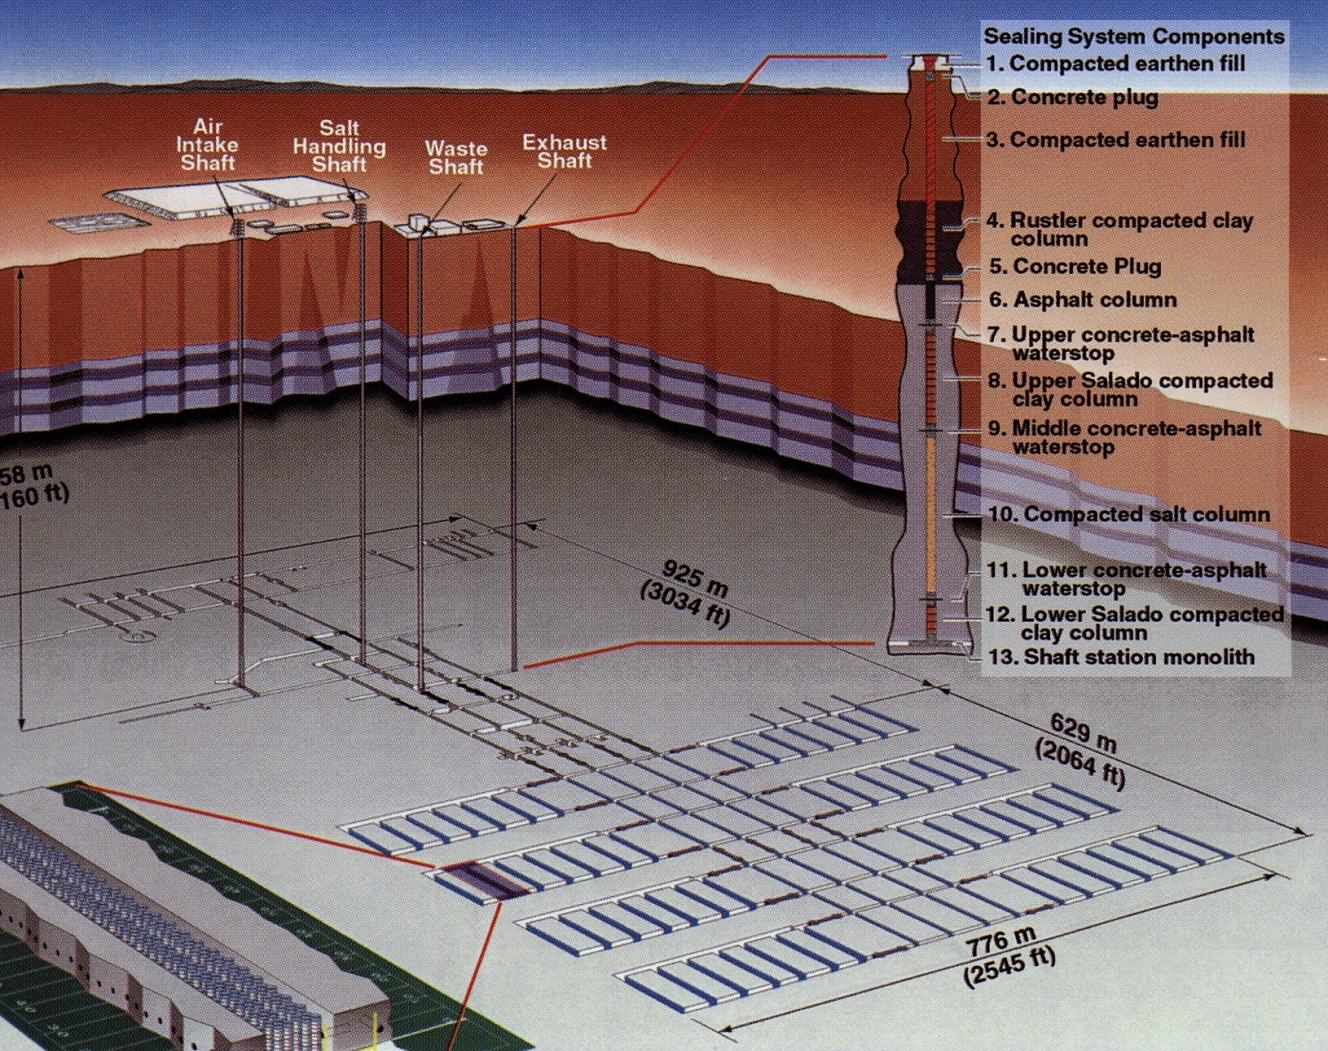 Sealing System Components
1. Compacted earthen fill
2. Concrete plug
3. Compacted earthen fill
4. Rustler compacted clay
column
5. Concrete Plug
6. Asphalt column
7. Upper concrete-asphalt
waterstop
8. Upper Salado compacted
clay column
9. Middle concrete-asphalt
waterstop
10. Compacted salt column
11. Lower concrete-asphalt
waterstop
12. Lower Salado compacted
clay column
13. Shaft station monolith
Air
Intake
Shaft
Salt
Handling
Shaft
Waste
Shaft
Exhaust
Shaft
58 m
160 ft)
925 m
(3034 ft)
629 m
(2064 ft)
776 m
(2545 ft)